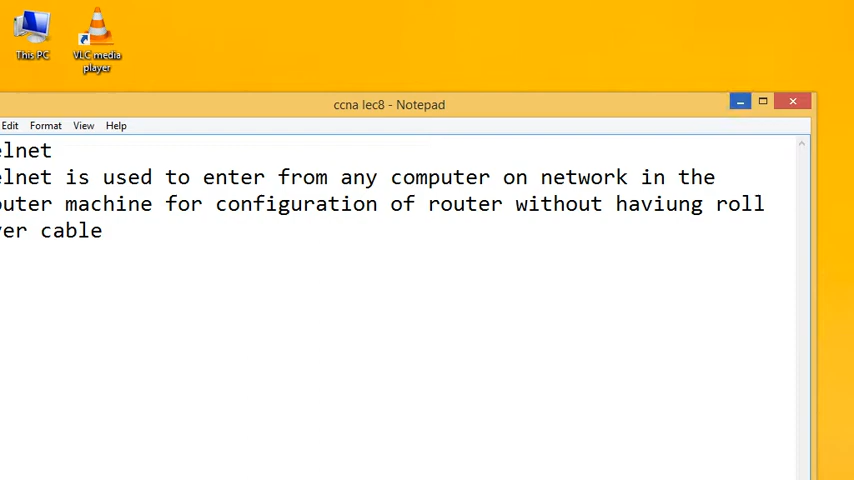 This PC
VLC media
player
ccna lec8 - Notepad
Edit Format View Help
elnet
elnet is used to enter from any computer on network in the
outer machine for configuration of router without haviung roll
ver cable